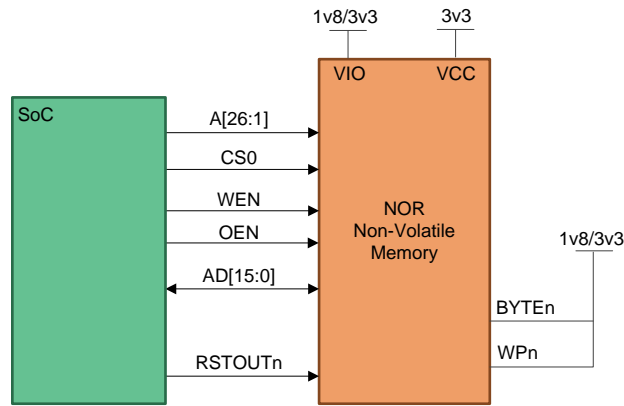 1v8/3v3
3v3
VIO
VCC
SoC
A[26:1]
CS0
WEN
OEN
AD[15:0]
RSTOUTn
NOR
Non-Volatile
Memory
1v8/3v3
BYTEn
WPn